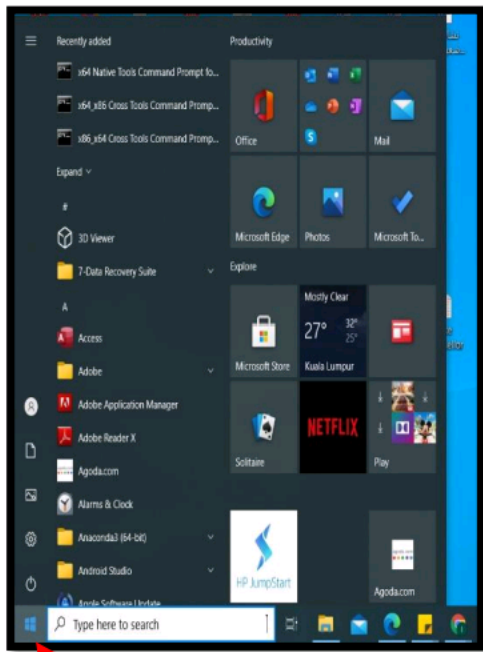 Recently added
x64 Native Tools Command Prompt fo...
x64_x86 Cross Tools Command Promp...
x86_x64 Cross Tools Command Promp...
Expand
#
3D Viewer
7-Data Recovery Suite
A
Access
Adobe
Adobe Application Manager
Adobe Reader X
Agoda.com
Alarms & Clock
Anaconda3 (64-bit)
Android Studio
Apple Software Update
Productivity
Office
Mail
Microsoft Edge
Photos
Microsoft To...
Explore
Microsoft Store
Mostly Clear
27° 32°
25°
Kuala Lumpur
Solitaire
NETFLIX
Play
HP JumpStart
Agoda.com
Type here to search